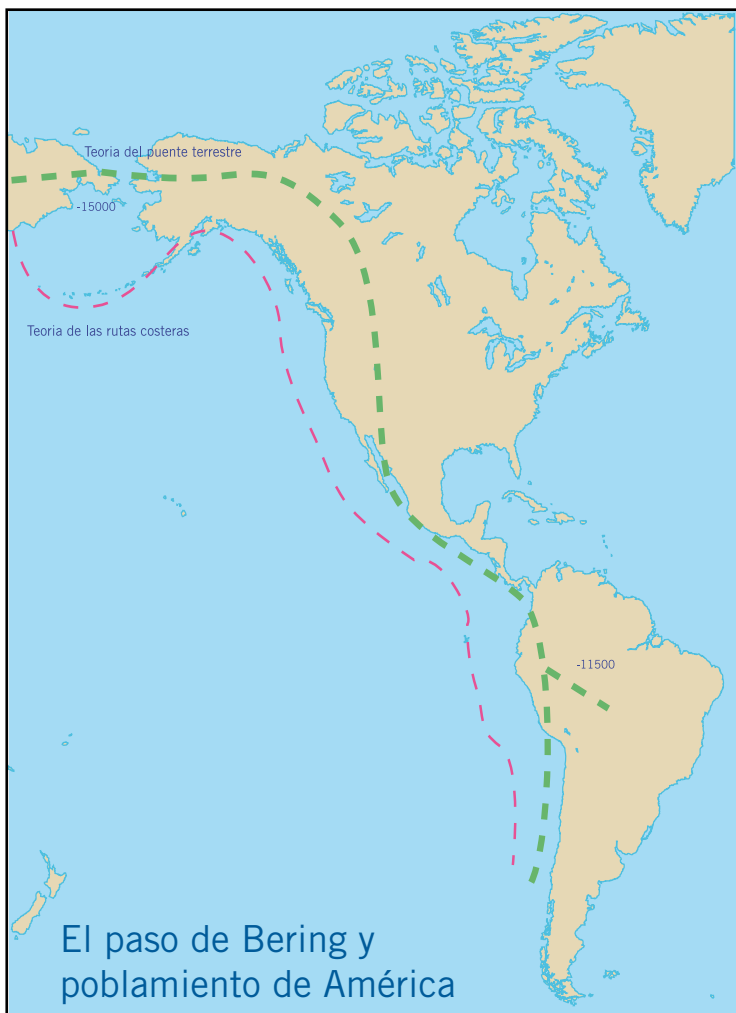 Teoria del puente terrestre
-15000
Teoria de las rutas costeras
-11500
El paso de Bering y
poblamiento de América